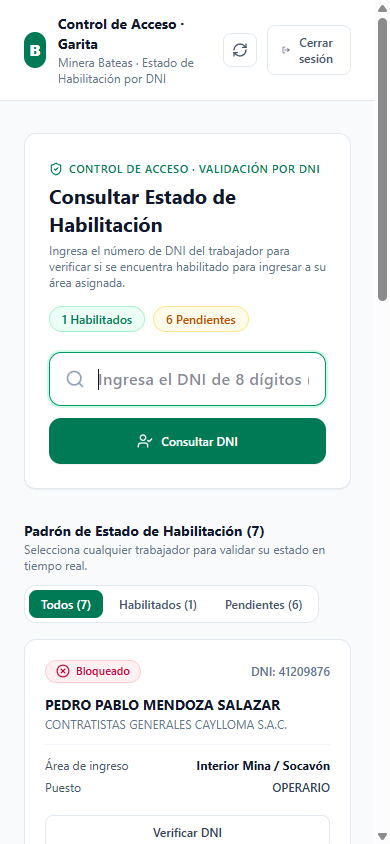 B
Control de Acceso ·
Garita
Minera Bateas · Estado de
Habilitación por DNI
Cerrar
sesión
CONTROL DE ACCESO · VALIDACIÓN POR DNI
Consultar Estado de
Habilitación
Ingresa el número de DNI del trabajador para
verificar si se encuentra habilitado para ingresar a su
área asignada.
1 Habilitados
6 Pendientes
Ingresa el DNI de 8 dígitos (
Consultar DNI
Padrón de Estado de Habilitación (7)
Selecciona cualquier trabajador para validar su estado en
tiempo real.
Todos (7)
Habilitados (1)
Pendientes (6)
Bloqueado
DNI: 41209876
PEDRO PABLO MENDOZA SALAZAR
CONTRATISTAS GENERALES CAYLLOMA S.A.C.
Área de ingreso
Interior Mina / Socavón
Puesto
OPERARIO
Verificar DNI